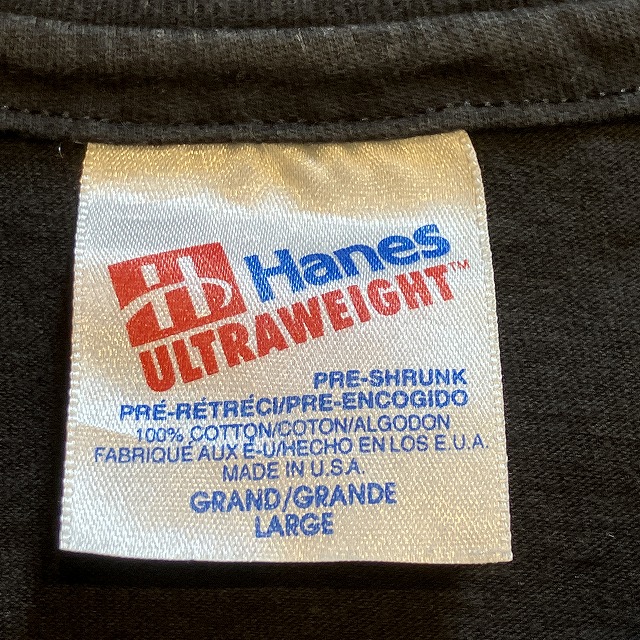 Hanes
ULTRAWEIGHT™
PRE-SHRUNK
PRÉ-RÉTRÉCI/PRE-ENCOGIDO
100% COTTON/COTON/ALGODON
FABRIQUÉ AUX É-U/HECHO EN LOS E.U.A.
MADE IN U.S.A.
GRAND/GRANDE
LARGE